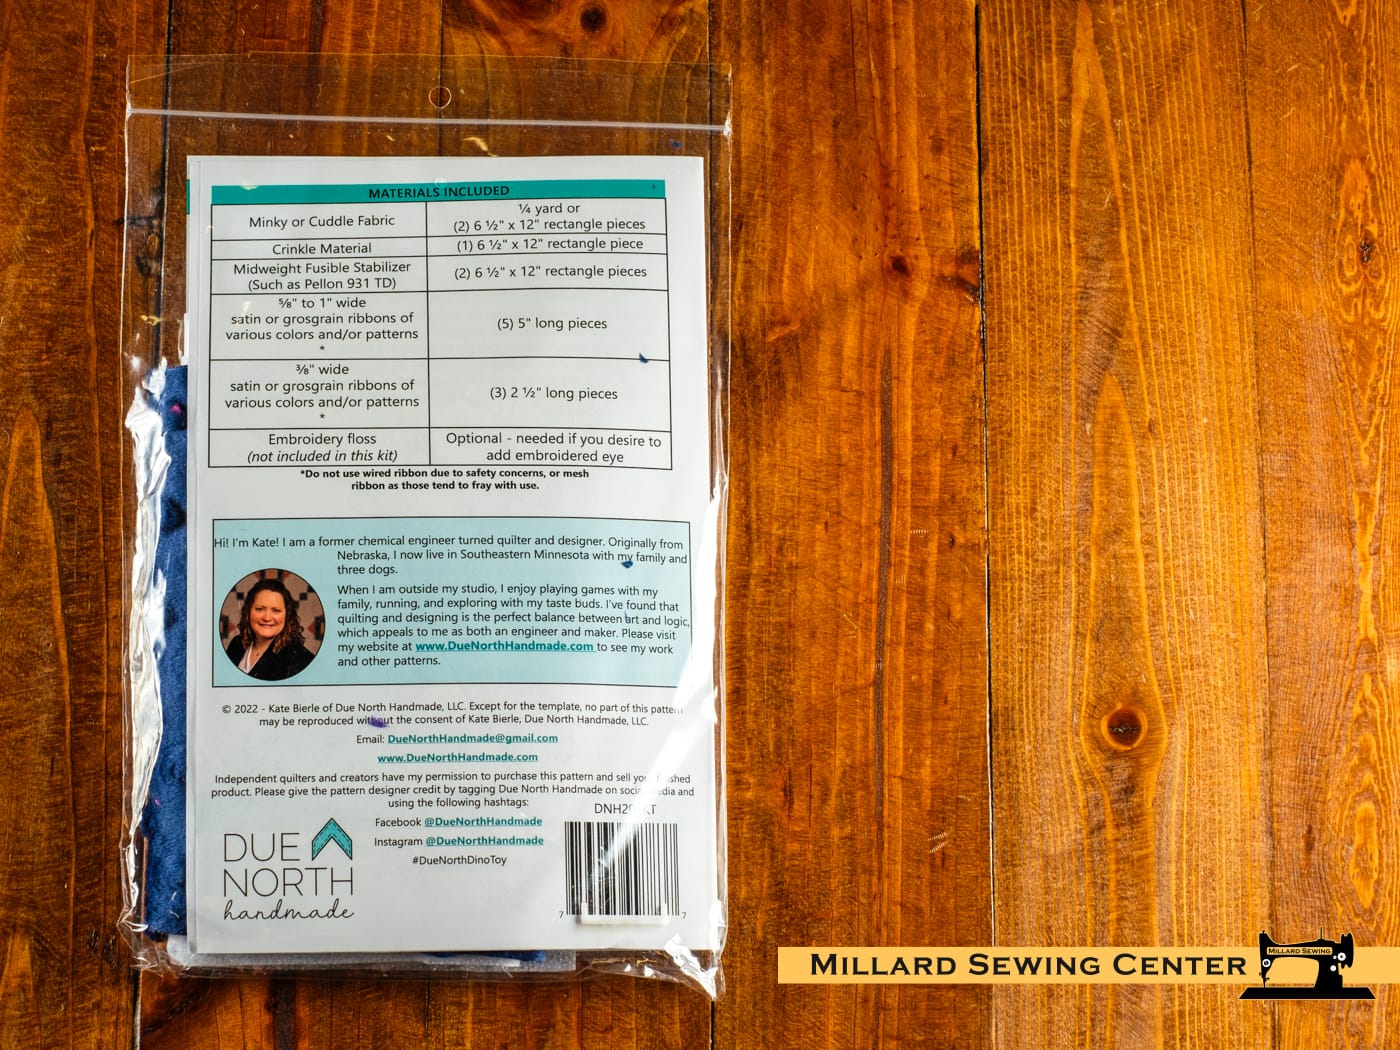 MATERIALS INCLUDED
Minky or Cuddle Fabric
¼ yard or
(2) 6 ½" x 12" rectangle pieces
Crinkle Material
(1) 6 ½" x 12" rectangle piece
Midweight Fusible Stabilizer
(Such as Pellon 931 TD)
(2) 6 ½" x 12" rectangle pieces
⅝" to 1" wide
satin or grosgrain ribbons of
various colors and/or patterns
*
(5) 5" long pieces
⅜" wide
satin or grosgrain ribbons of
various colors and/or patterns
*
(3) 2 ½" long pieces
Embroidery floss
(not included in this kit)
Optional - needed if you desire to
add embroidered eye
*Do not use wired ribbon due to safety concerns, or mesh
ribbon as those tend to fray with use.
Hi! I'm Kate! I am a former chemical engineer turned quilter and designer. Originally from
Nebraska, I now live in Southeastern Minnesota with my family and
three dogs.
When I am outside my studio, I enjoy playing games with my
family, running, and exploring with my taste buds. I've found that
quilting and designing is the perfect balance between art and logic,
which appeals to me as both an engineer and maker. Please visit
my website at www.DueNorthHandmade.com to see my work
and other patterns.
© 2022 - Kate Bierle of Due North Handmade, LLC. Except for the template, no part of this pattern
may be reproduced without the consent of Kate Bierle, Due North Handmade, LLC.
Email: DueNorthHandmade@gmail.com
www.DueNorthHandmade.com
Independent quilters and creators have my permission to purchase this pattern and sell your finished
product. Please give the pattern designer credit by tagging Due North Handmade on social media and
using the following hashtags:
Facebook @DueNorthHandmade
Instagram @DueNorthHandmade
#DueNorthDinoToy
DUE
NORTH
handmade
7 7
MILLARD SEWING CENTER
MILLARD SEWING